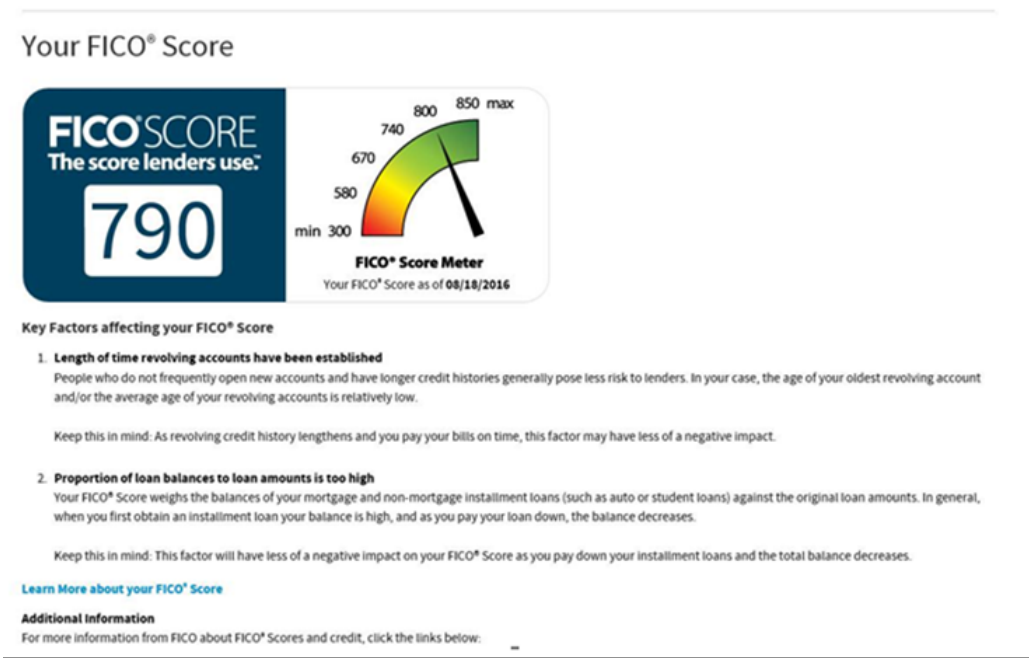 Your FICO® Score
FICO® SCORE
The score lenders use.™
790
850 max
800
740
670
580
min 300
FICO® Score Meter
Your FICO® Score as of 08/18/2016
Key Factors affecting your FICO® Score
1. Length of time revolving accounts have been established
People who do not frequently open new accounts and have longer credit histories generally pose less risk to lenders. In your case, the age of your oldest revolving account
and/or the average age of your revolving accounts is relatively low.
Keep this in mind: As revolving credit history lengthens and you pay your bills on time, this factor may have less of a negative impact.
2. Proportion of loan balances to loan amounts is too high
Your FICO® Score weighs the balances of your mortgage and non-mortgage installment loans (such as auto or student loans) against the original loan amounts. In general,
when you first obtain an installment loan your balance is high, and as you pay your loan down, the balance decreases.
Keep this in mind: This factor will have less of a negative impact on your FICO® Score as you pay down your installment loans and the total balance decreases.
Learn More about your FICO® Score
Additional Information
For more information from FICO about FICO® Scores and credit, click the links below: